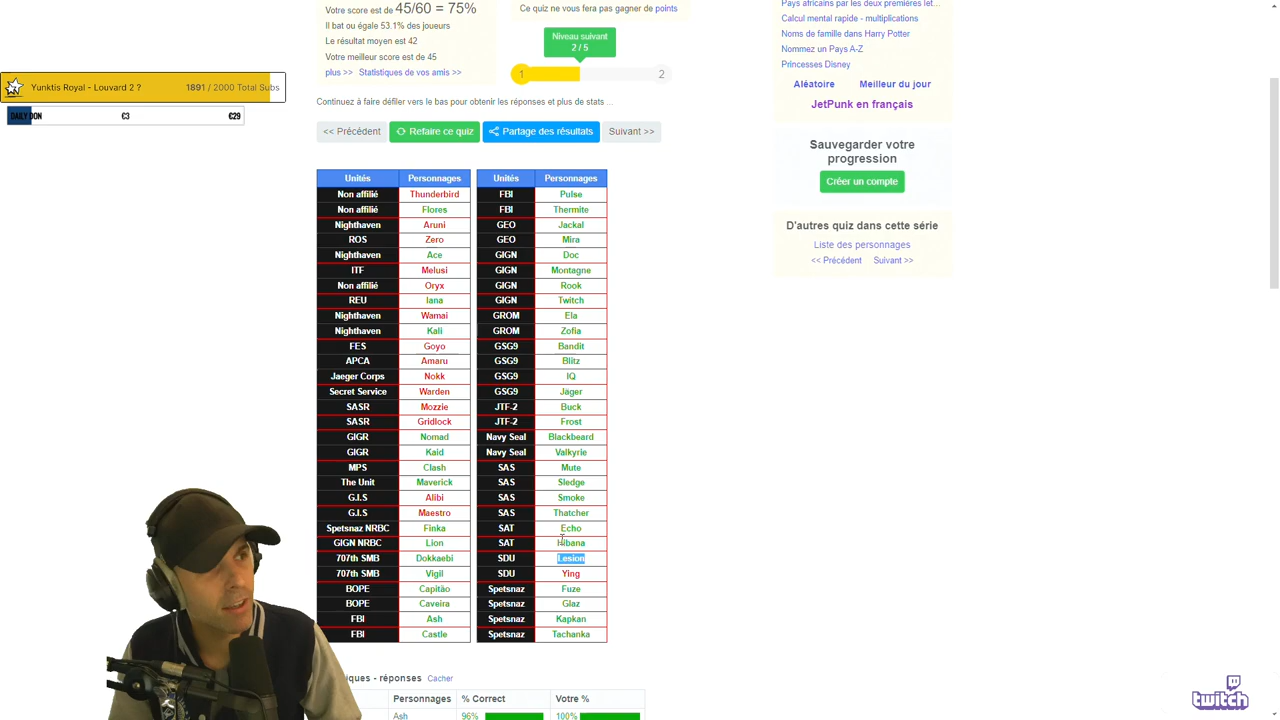 Votre score est de 45/60 = 75%
Il bat ou égale 53.1% des joueurs
Le résultat moyen est 42
Votre meilleur score est de 45
plus >> Statistiques de vos amis >>
Ce quiz ne vous fera pas gagner de points
Niveau suivant
2 / 5
1 2
Continuez à faire défiler vers le bas pour obtenir les réponses et plus de stats ...
<< Précédent Refaire ce quiz Partage des résultats Suivant >>
Yunktis Royal - Louvard 2 ? 1891 / 2000 Total Subs
DAILY DON €3 €29
Unités Personnages Unités Personnages
Non affilié Thunderbird FBI Pulse
Non affilié Flores FBI Thermite
Nighthaven Aruni GEO Jackal
ROS Zero GEO Mira
Nighthaven Ace GIGN Doc
ITF Melusi GIGN Montagne
Non affilié Oryx GIGN Rook
REU Iana GIGN Twitch
Nighthaven Wamai GROM Ela
Nighthaven Kali GROM Zofia
FES Goyo GSG9 Bandit
APCA Amaru GSG9 Blitz
Jaeger Corps Nokk GSG9 IQ
Secret Service Warden GSG9 Jäger
SASR Mozzie JTF-2 Buck
SASR Gridlock JTF-2 Frost
GIGR Nomad Navy Seal Blackbeard
GIGR Kaid Navy Seal Valkyrie
MPS Clash SAS Mute
The Unit Maverick SAS Sledge
G.I.S Alibi SAS Smoke
G.I.S Maestro SAS Thatcher
Spetsnaz NRBC Finka SAT Echo
GIGN NRBC Lion SAT Hibana
707th SMB Dokkaebi SDU Lesion
707th SMB Vigil SDU Ying
BOPE Capitão Spetsnaz Fuze
BOPE Caveira Spetsnaz Glaz
FBI Ash Spetsnaz Kapkan
FBI Castle Spetsnaz Tachanka
iques - réponses Cacher
Personnages % Correct Votre %
Ash 96% 100%
Pays africains par les deux premières let...
Calcul mental rapide - multiplications
Noms de famille dans Harry Potter
Nommez un Pays A-Z
Princesses Disney
Aléatoire Meilleur du jour
JetPunk en français
Sauvegarder votre
progression
Créer un compte
D'autres quiz dans cette série
Liste des personnages
<< Précédent Suivant >>
twitch